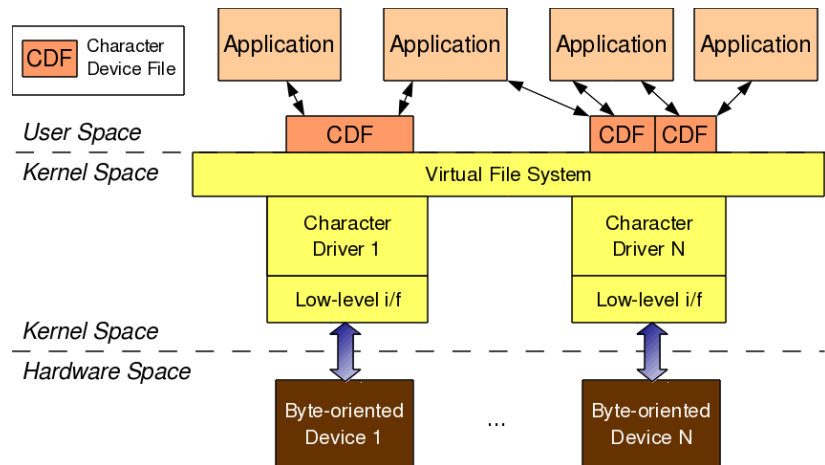 CDF
Character
Device File
Application
Application
Application
Application
User Space
CDF
CDF
CDF
Kernel Space
Virtual File System
Character
Driver 1
Character
Driver N
Low-level i/f
Low-level i/f
Kernel Space
Hardware Space
Byte-oriented
Device 1
...
Byte-oriented
Device N